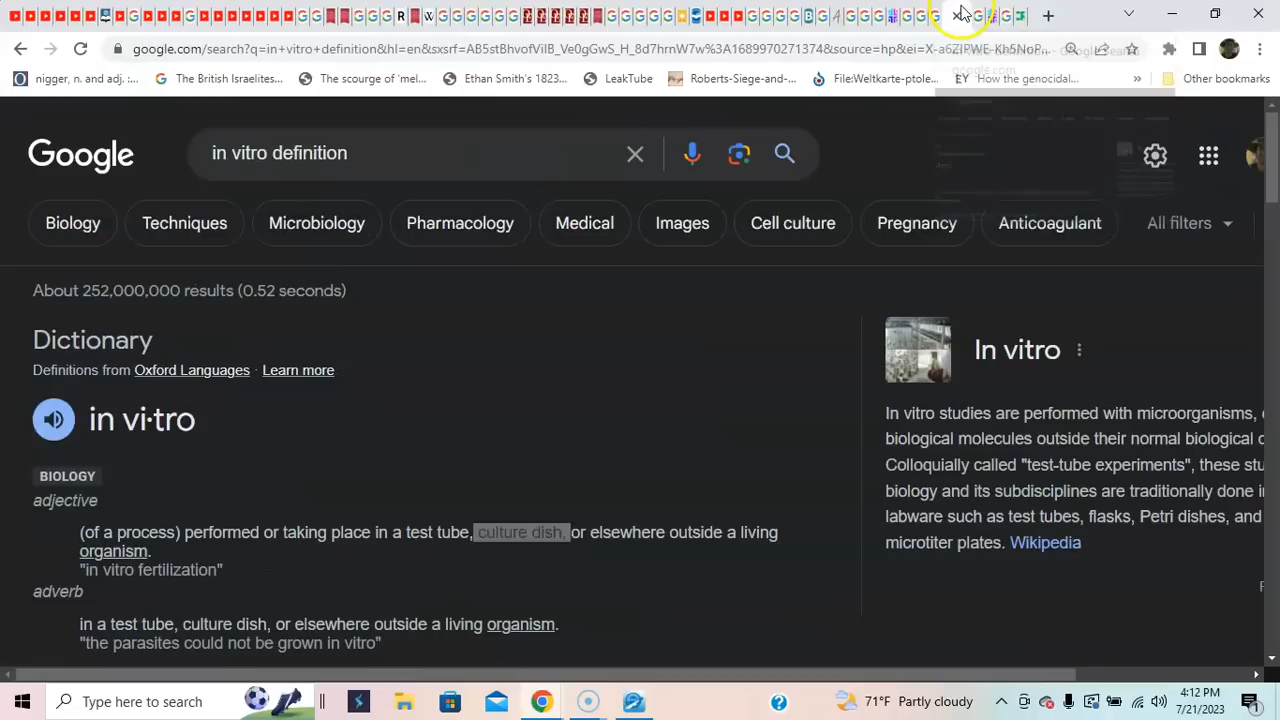 google.com/search?q=in+vitro+definition&hl=en&sxsrf=AB5stBhvofVilB_Ve0gGwS_H_8d7hrnW7w%3A1689970271374&source=hp&ei=X-a6ZIPWE-Kh5NoP...
nigger, n. and adj. :... The British Israelites... The scourge of 'mel... Ethan Smith's 1823... LeakTube Roberts-Siege-and-... File:Weltkarte-ptole... EY How the genocidal... » Other bookmarks
Google
in vitro definition
Biology Techniques Microbiology Pharmacology Medical Images Cell culture Pregnancy Anticoagulant All filters
About 252,000,000 results (0.52 seconds)
Dictionary
Definitions from Oxford Languages · Learn more
in vi·tro
BIOLOGY
adjective
(of a process) performed or taking place in a test tube, culture dish, or elsewhere outside a living
organism.
"in vitro fertilization"
adverb
in a test tube, culture dish, or elsewhere outside a living organism.
"the parasites could not be grown in vitro"
In vitro
In vitro studies are performed with microorganisms,
biological molecules outside their normal biological
Colloquially called "test-tube experiments", these
biology and its subdisciplines are traditionally done in
labware such as test tubes, flasks, Petri dishes, and
microtiter plates. Wikipedia
Type here to search
71°F Partly cloudy
4:12 PM
7/21/2023